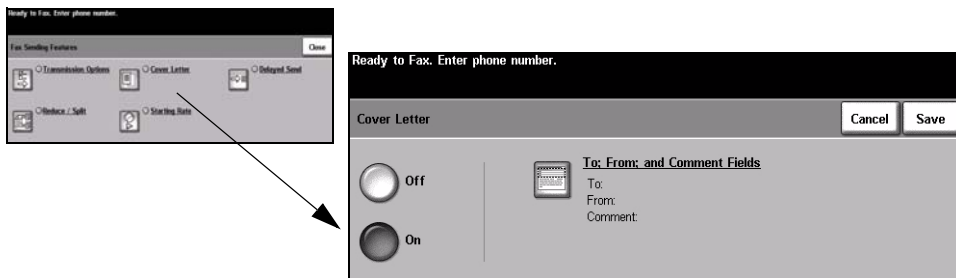 Ready to Fax. Enter phone number.
Fax Sending Features
Close
Transmission Options
Cover Letter
Delayed Send
Reduce / Split
Starting Rate
Ready to Fax. Enter phone number.
Cover Letter
Cancel
Save
Off
To; From; and Comment Fields
To:
From:
Comment:
On